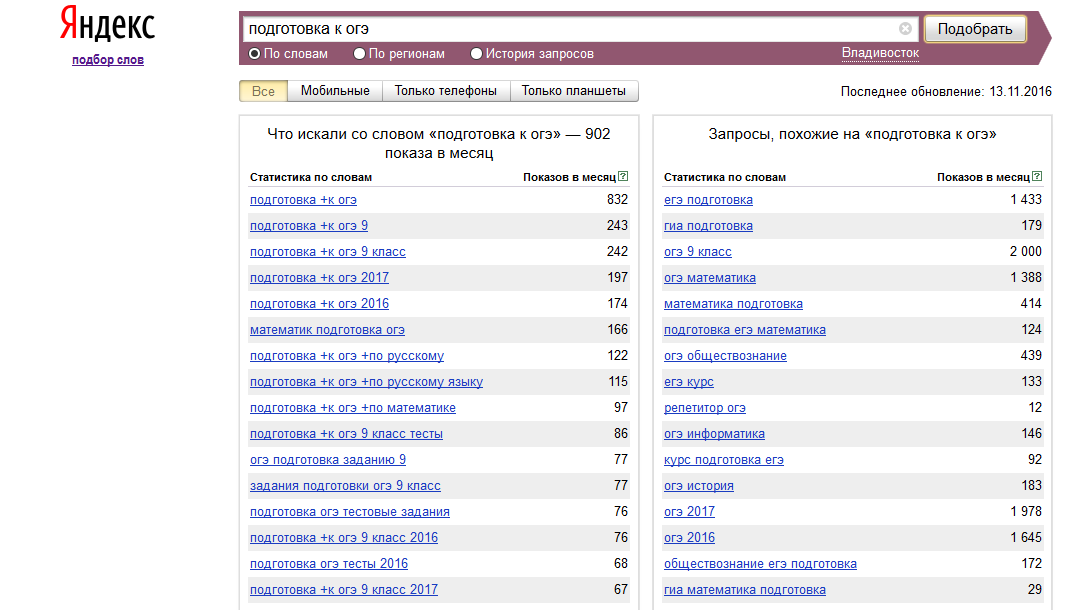 Яндекс
подбор слов
подготовка к огэ
Подобрать
По словам По регионам История запросов Владивосток
Все Мобильные Только телефоны Только планшеты Последнее обновление: 13.11.2016
Что искали со словом «подготовка к огэ» — 902
показа в месяц
Статистика по словам Показов в месяц ?
подготовка +к огэ 832
подготовка +к огэ 9 243
подготовка +к огэ 9 класс 242
подготовка +к огэ 2017 197
подготовка +к огэ 2016 174
математик подготовка огэ 166
подготовка +к огэ +по русскому 122
подготовка +к огэ +по русскому языку 115
подготовка +к огэ +по математике 97
подготовка +к огэ 9 класс тесты 86
огэ подготовка заданию 9 77
задания подготовки огэ 9 класс 77
подготовка огэ тестовые задания 76
подготовка +к огэ 9 класс 2016 76
подготовка огэ тесты 2016 68
подготовка +к огэ 9 класс 2017 67
Запросы, похожие на «подготовка к огэ»
Статистика по словам Показов в месяц ?
егэ подготовка 1 433
гиа подготовка 179
огэ 9 класс 2 000
огэ математика 1 388
математика подготовка 414
подготовка егэ математика 124
огэ обществознание 439
егэ курс 133
репетитор огэ 12
огэ информатика 146
курс подготовка егэ 92
огэ история 183
огэ 2017 1 978
огэ 2016 1 645
обществознание егэ подготовка 172
гиа математика подготовка 29